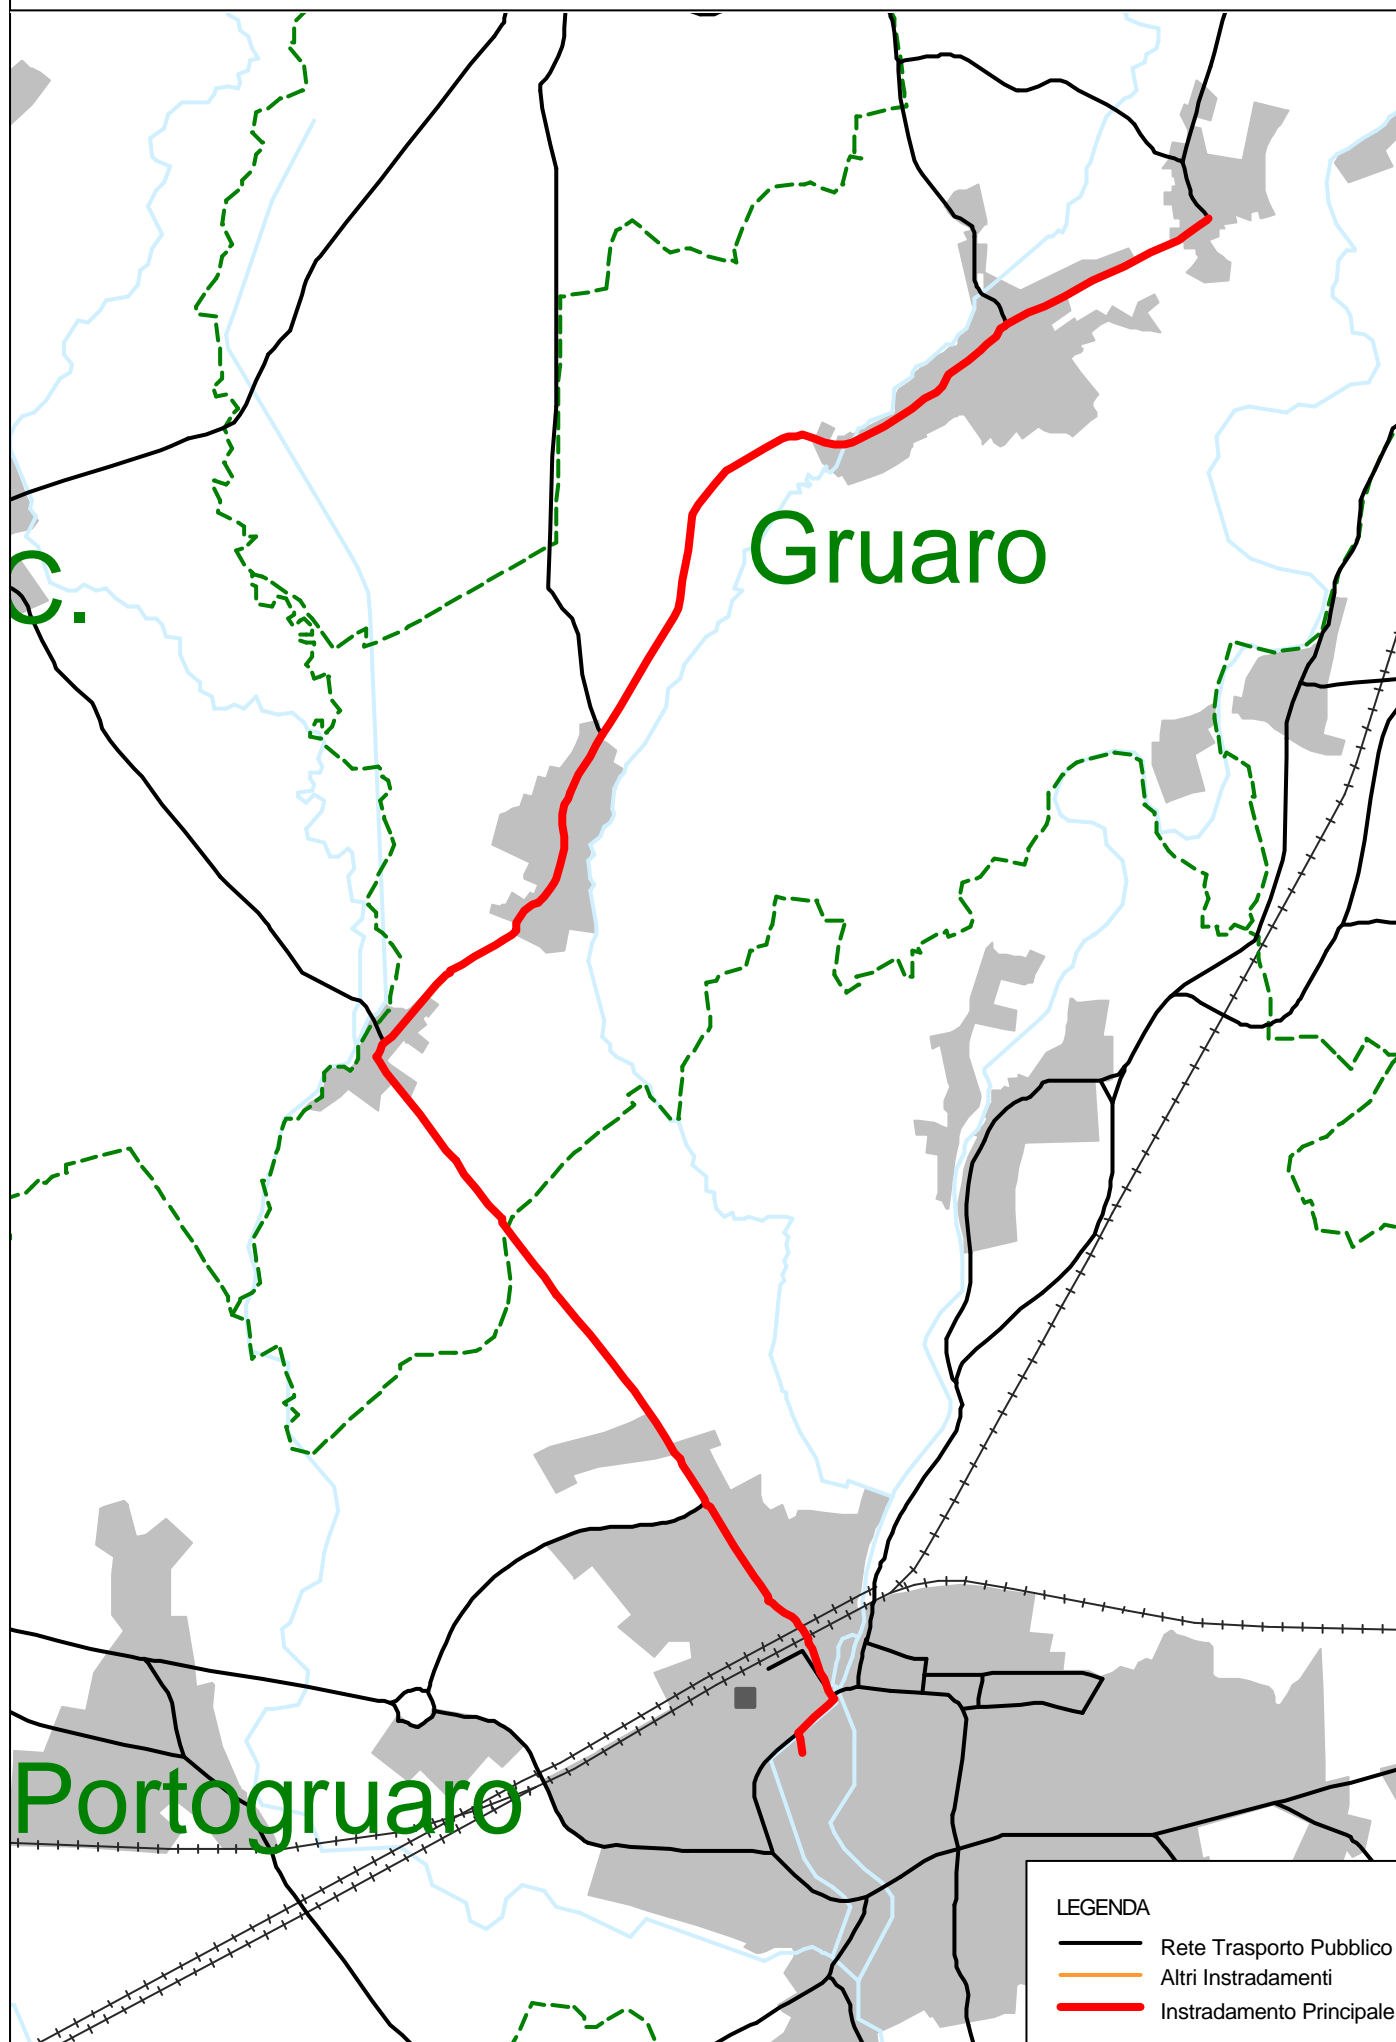 Gruaro
C.
Portogruaro
LEGENDA
Rete Trasporto Pubblico
Altri Instradamenti
Instradamento Principale